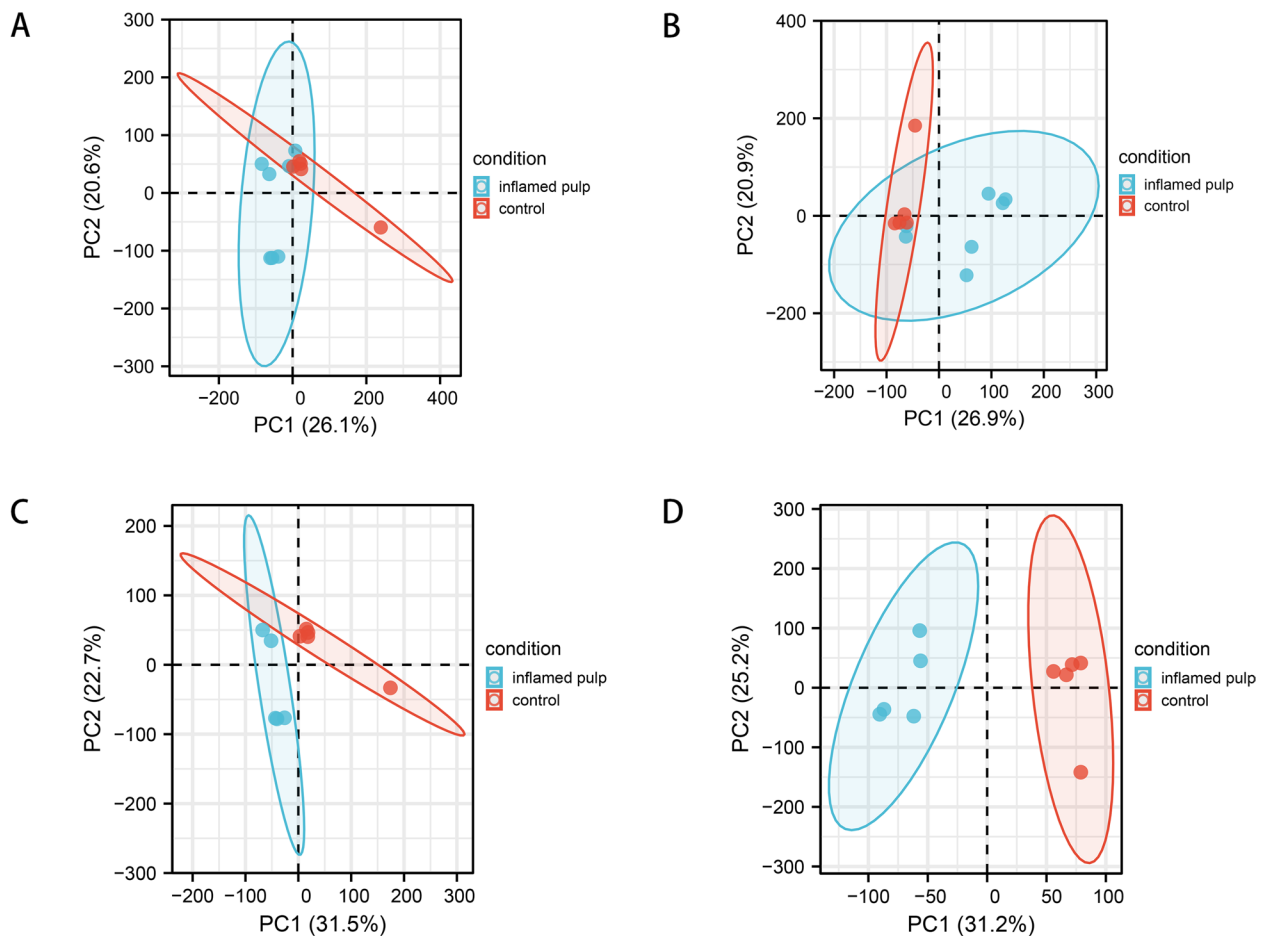 A
300
200
100
0
−100
−200
−300
−200
0
200
400
PC2 (20.6%)
PC1 (26.1%)
condition
inflamed pulp
control
B
400
200
0
−200
−200
−100
0
100
200
300
PC2 (20.9%)
PC1 (26.9%)
condition
inflamed pulp
control
C
200
100
0
−100
−200
−300
−200
−100
0
100
200
300
PC2 (22.7%)
PC1 (31.5%)
condition
inflamed pulp
control
D
300
200
100
0
−100
−200
−300
−100
−50
0
50
100
PC2 (25.2%)
PC1 (31.2%)
condition
inflamed pulp
control